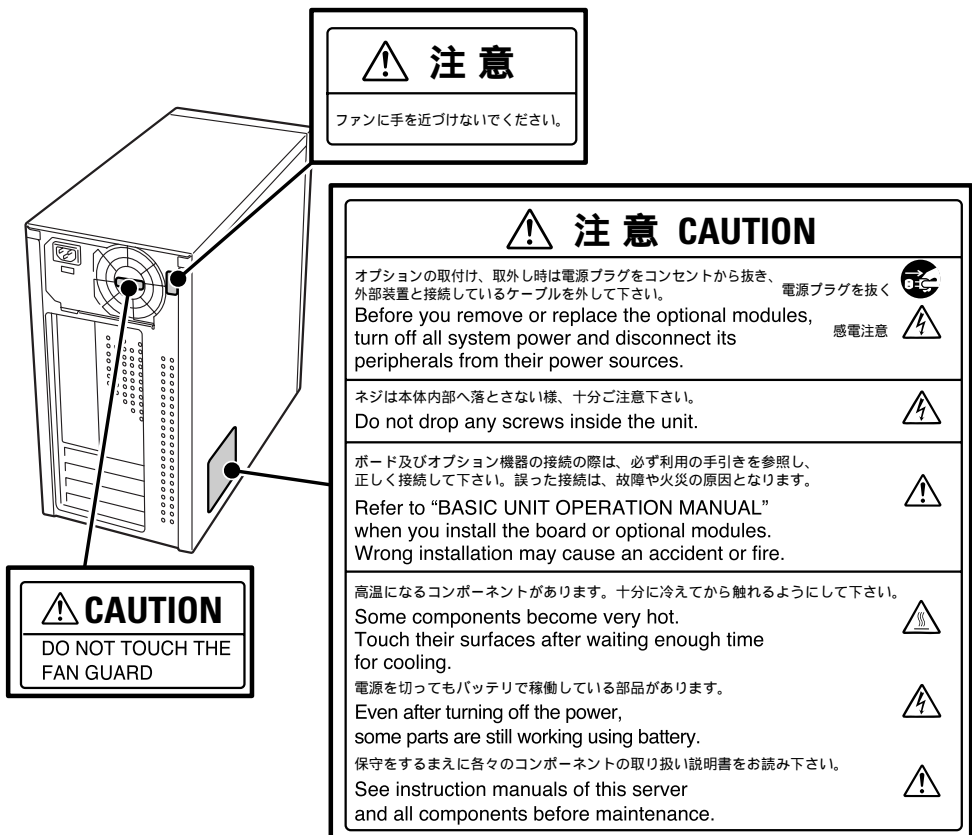 注意
ファンに手を近づけないでください。
注意 CAUTION
オプションの取付け、取外し時は電源プラグをコンセントから抜き、
外部装置と接続しているケーブルを外して下さい。
電源プラグを抜く
Before you remove or replace the optional modules,
turn off all system power and disconnect its
peripherals from their power sources.
感電注意
ネジは本体内部へ落とさない様、十分ご注意下さい。
Do not drop any screws inside the unit.
ボード及びオプション機器の接続の際は、必ず利用の手引きを参照し、
正しく接続して下さい。誤った接続は、故障や火災の原因となります。
Refer to “BASIC UNIT OPERATION MANUAL”
when you install the board or optional modules.
Wrong installation may cause an accident or fire.
高温になるコンポーネントがあります。十分に冷えてから触れるようにして下さい。
Some components become very hot.
Touch their surfaces after waiting enough time
for cooling.
電源を切ってもバッテリで稼働している部品があります。
Even after turning off the power,
some parts are still working using battery.
保守をするまえに各々のコンポーネントの取り扱い説明書をお読み下さい。
See instruction manuals of this server
and all components before maintenance.
CAUTION
DO NOT TOUCH THE
FAN GUARD